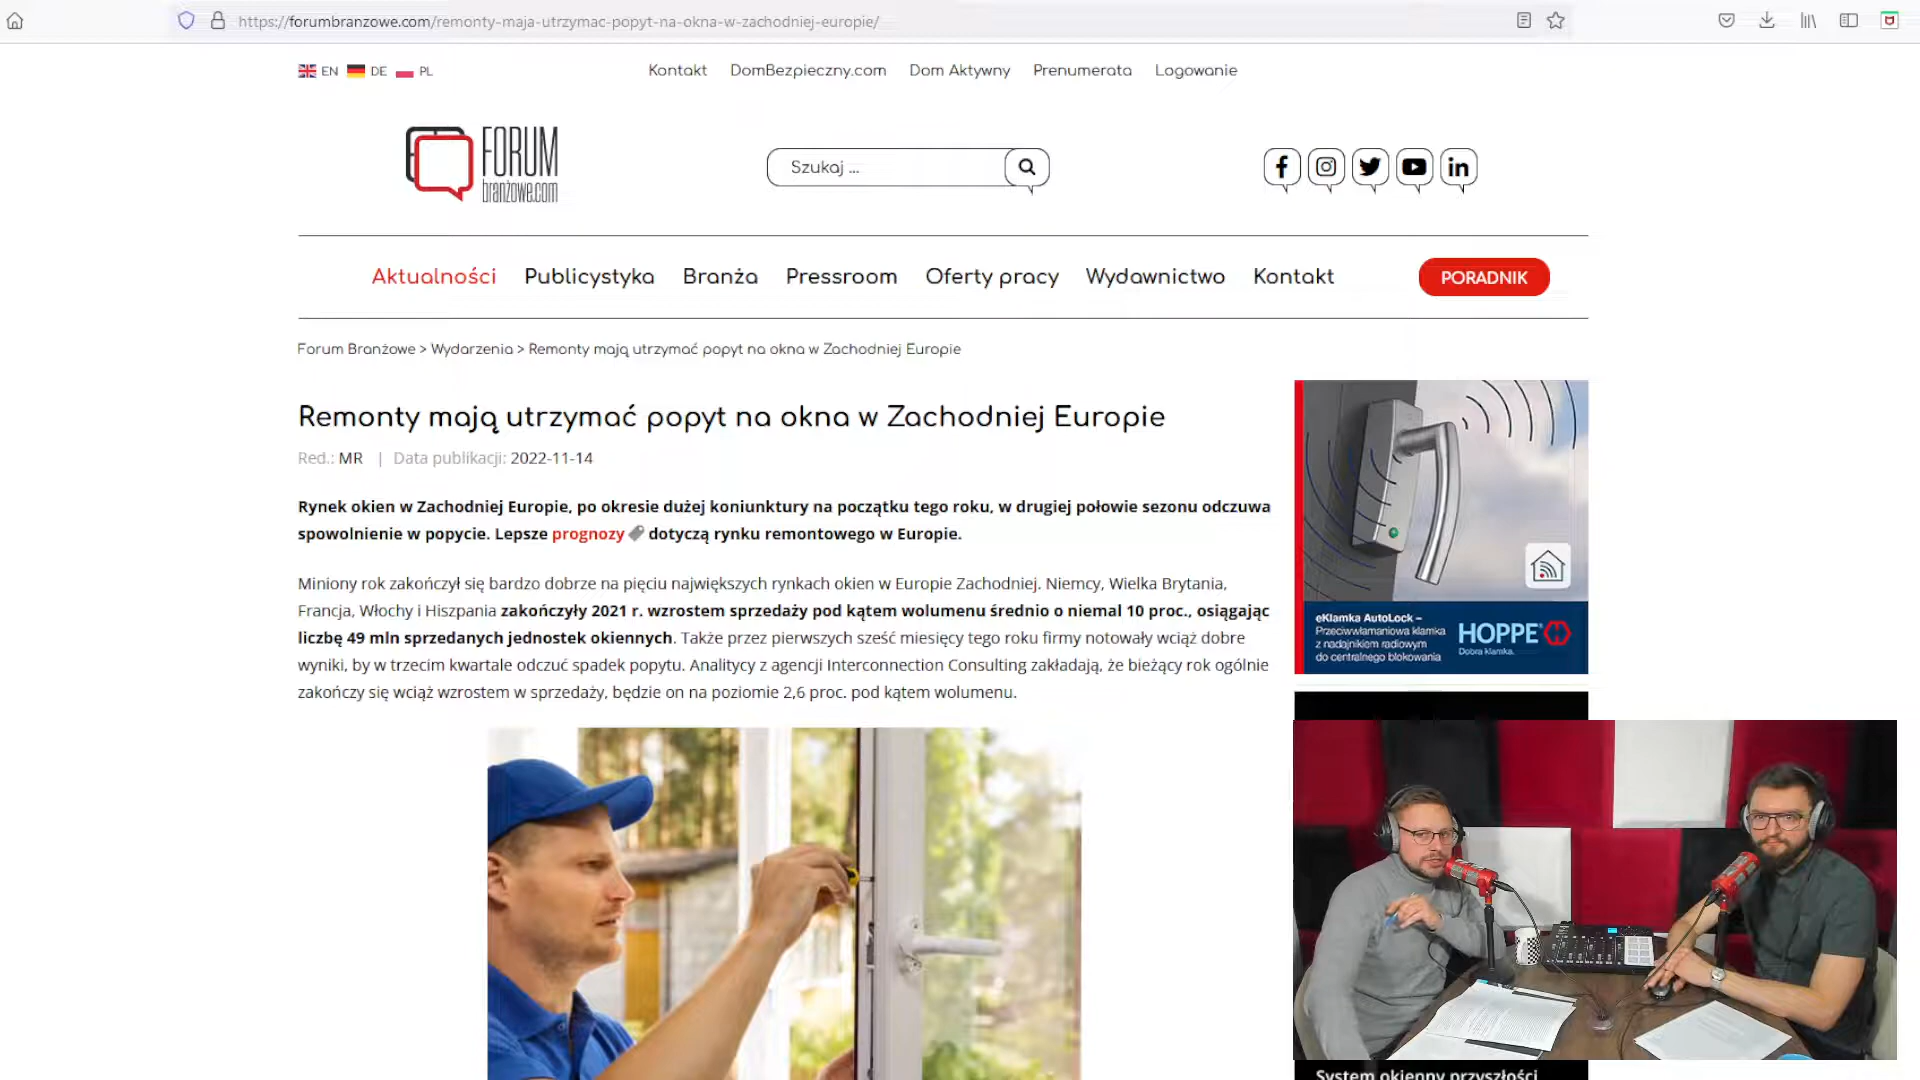 https://forumbranzowe.com/remonty-maja-utrzymac-popyt-na-okna-w-zachodniej-europie/
EN DE PL
Kontakt DomBezpieczny.com Dom Aktywny Prenumerata Logowanie
FORUM
branżowe.com
Szukaj ...
Aktualności Publicystyka Branża Pressroom Oferty pracy Wydawnictwo Kontakt PORADNIK
Forum Branżowe > Wydarzenia > Remonty mają utrzymać popyt na okna w Zachodniej Europie
Remonty mają utrzymać popyt na okna w Zachodniej Europie
Red.: MR | Data publikacji: 2022-11-14
Rynek okien w Zachodniej Europie, po okresie dużej koniunktury na początku tego roku, w drugiej połowie sezonu odczuwa
spowolnienie w popycie. Lepsze prognozy dotyczą rynku remontowego w Europie.
Miniony rok zakończył się bardzo dobrze na pięciu największych rynkach okien w Europie Zachodniej. Niemcy, Wielka Brytania,
Francja, Włochy i Hiszpania zakończyły 2021 r. wzrostem sprzedaży pod kątem wolumenu średnio o niemal 10 proc., osiągając
liczbę 49 mln sprzedanych jednostek okiennych. Także przez pierwszych sześć miesięcy tego roku firmy notowały wciąż dobre
wyniki, by w trzecim kwartale odczuć spadek popytu. Analitycy z agencji Interconnection Consulting zakładają, że bieżący rok ogólnie
zakończy się wciąż wzrostem w sprzedaży, będzie on na poziomie 2,6 proc. pod kątem wolumenu.
eKlamka AutoLock –
Przeciwwłamaniowa klamka
z nadajnikiem radiowym
do centralnego blokowania
HOPPE
Dobra klamka.
System okienny przyszłości